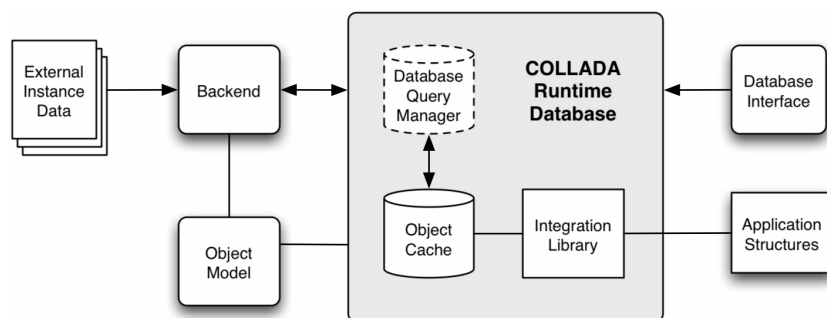 External
Instance
Data
Backend
Database
Query
Manager
COLLADA
Runtime
Database
Database
Interface
Object
Model
Object
Cache
Integration
Library
Application
Structures